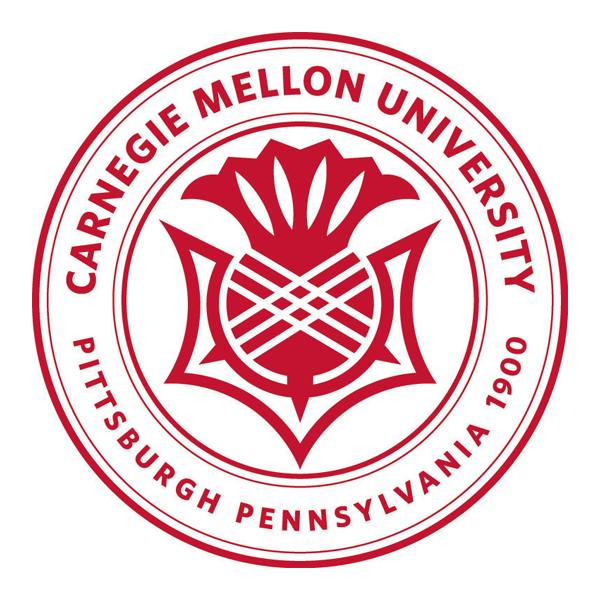 CARNEGIE MELLON UNIVERSITY
PITTSBURGH PENNSYLVANIA 1900